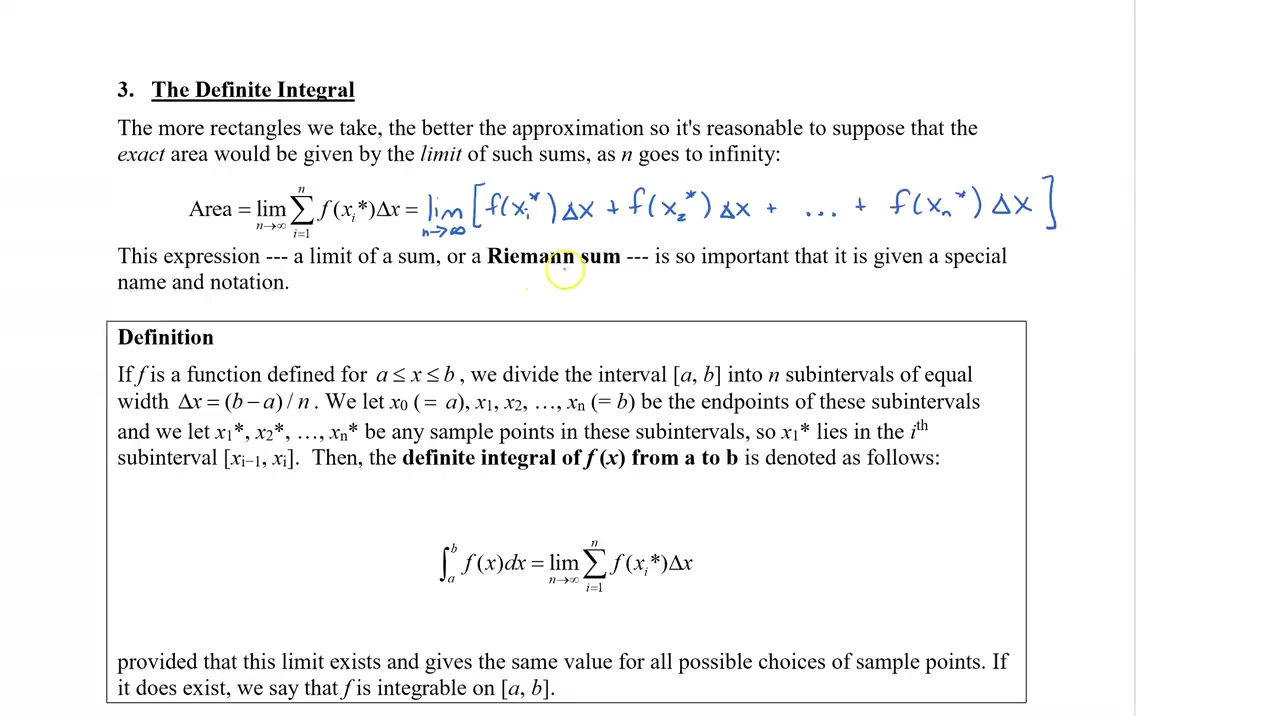 3. The Definite Integral
The more rectangles we take, the better the approximation so it's reasonable to suppose that the
exact area would be given by the limit of such sums, as n goes to infinity:
Area = lim_{n→∞} ∑_{i=1}^{n} f(x_i*)Δx = lim_{n→∞} [f(x_i*)Δx + f(x_2*)Δx + ... + f(x_n*)Δx]
This expression --- a limit of a sum, or a Riemann sum --- is so important that it is given a special
name and notation.
Definition
If f is a function defined for a ≤ x ≤ b, we divide the interval [a, b] into n subintervals of equal
width Δx = (b − a) / n. We let x₀ (= a), x₁, x₂, …, xₙ (= b) be the endpoints of these subintervals
and we let x₁*, x₂*, …, xₙ* be any sample points in these subintervals, so x₁* lies in the iᵗʰ
subinterval [xᵢ₋₁, xᵢ]. Then, the definite integral of f (x) from a to b is denoted as follows:
∫_a^b f(x)dx = lim_{n→∞} ∑_{i=1}^{n} f(x_i*)Δx
provided that this limit exists and gives the same value for all possible choices of sample points. If
it does exist, we say that f is integrable on [a, b].